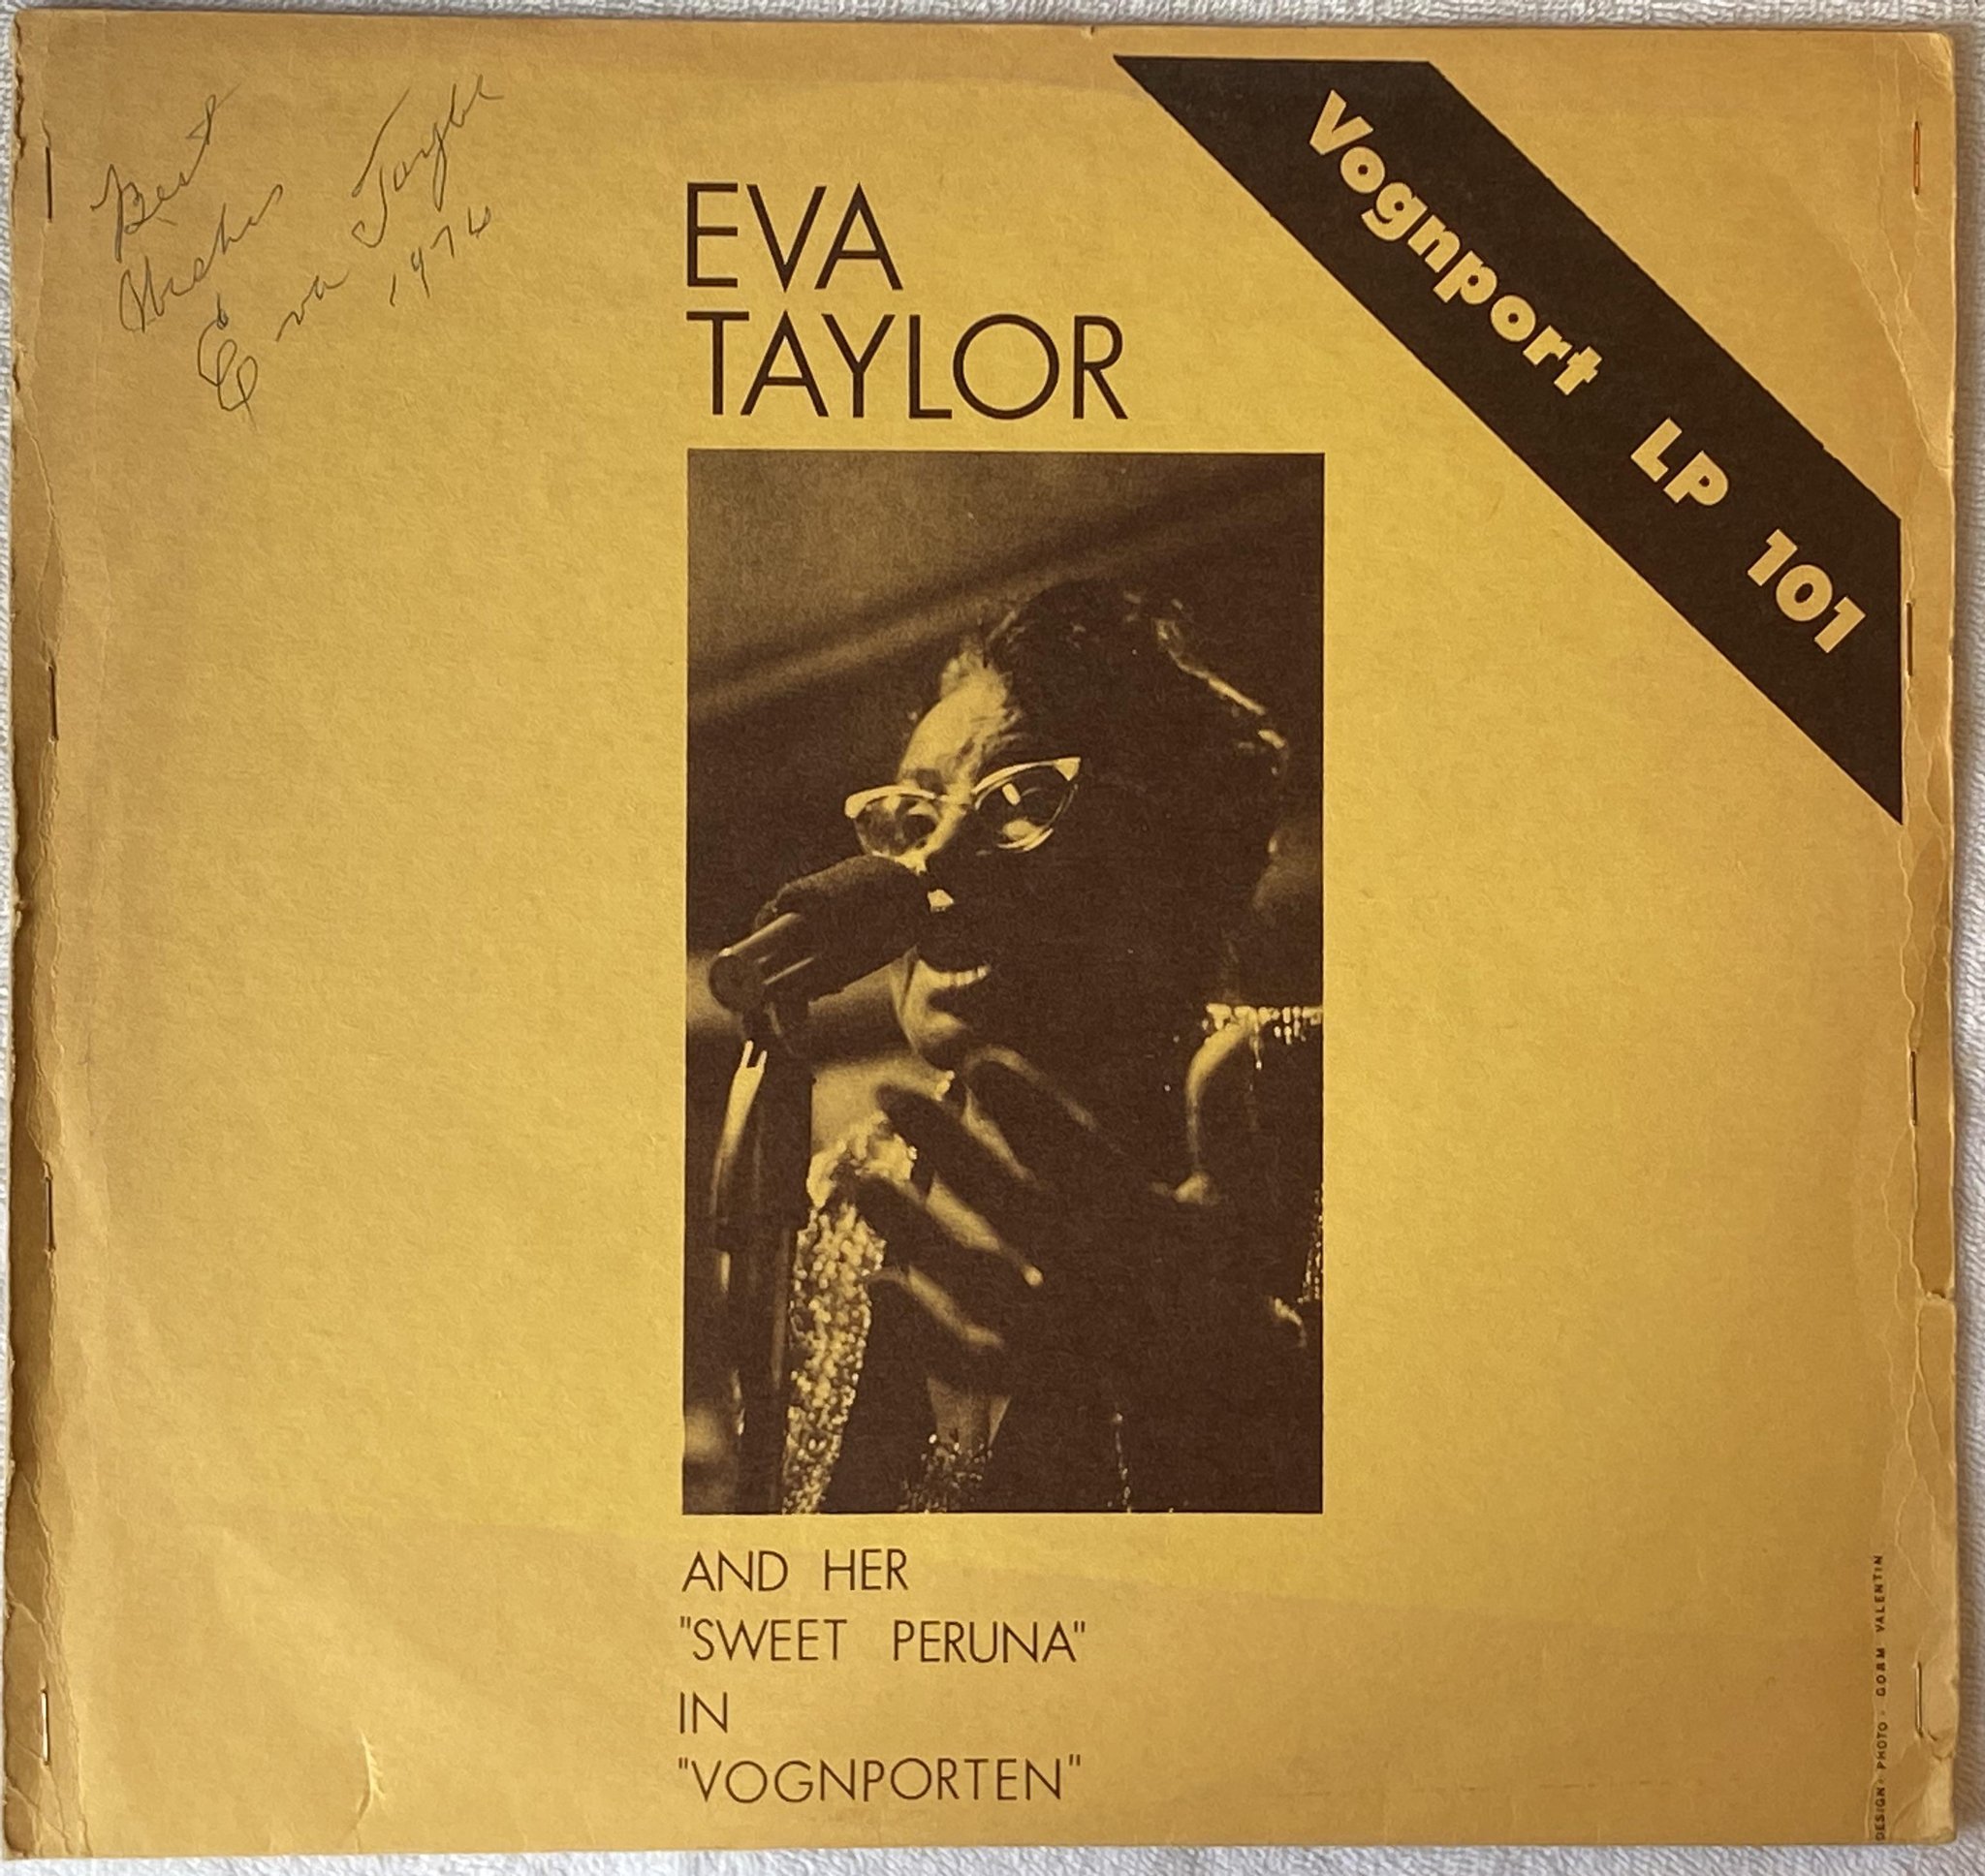 Best
Wishes
Eva Taylor
1976
Vognport LP 101
EVA
TAYLOR
AND HER
"SWEET PERUNA"
IN
"VOGNPORTEN"
DESIGN · PHOTO - GORM VALENTIN